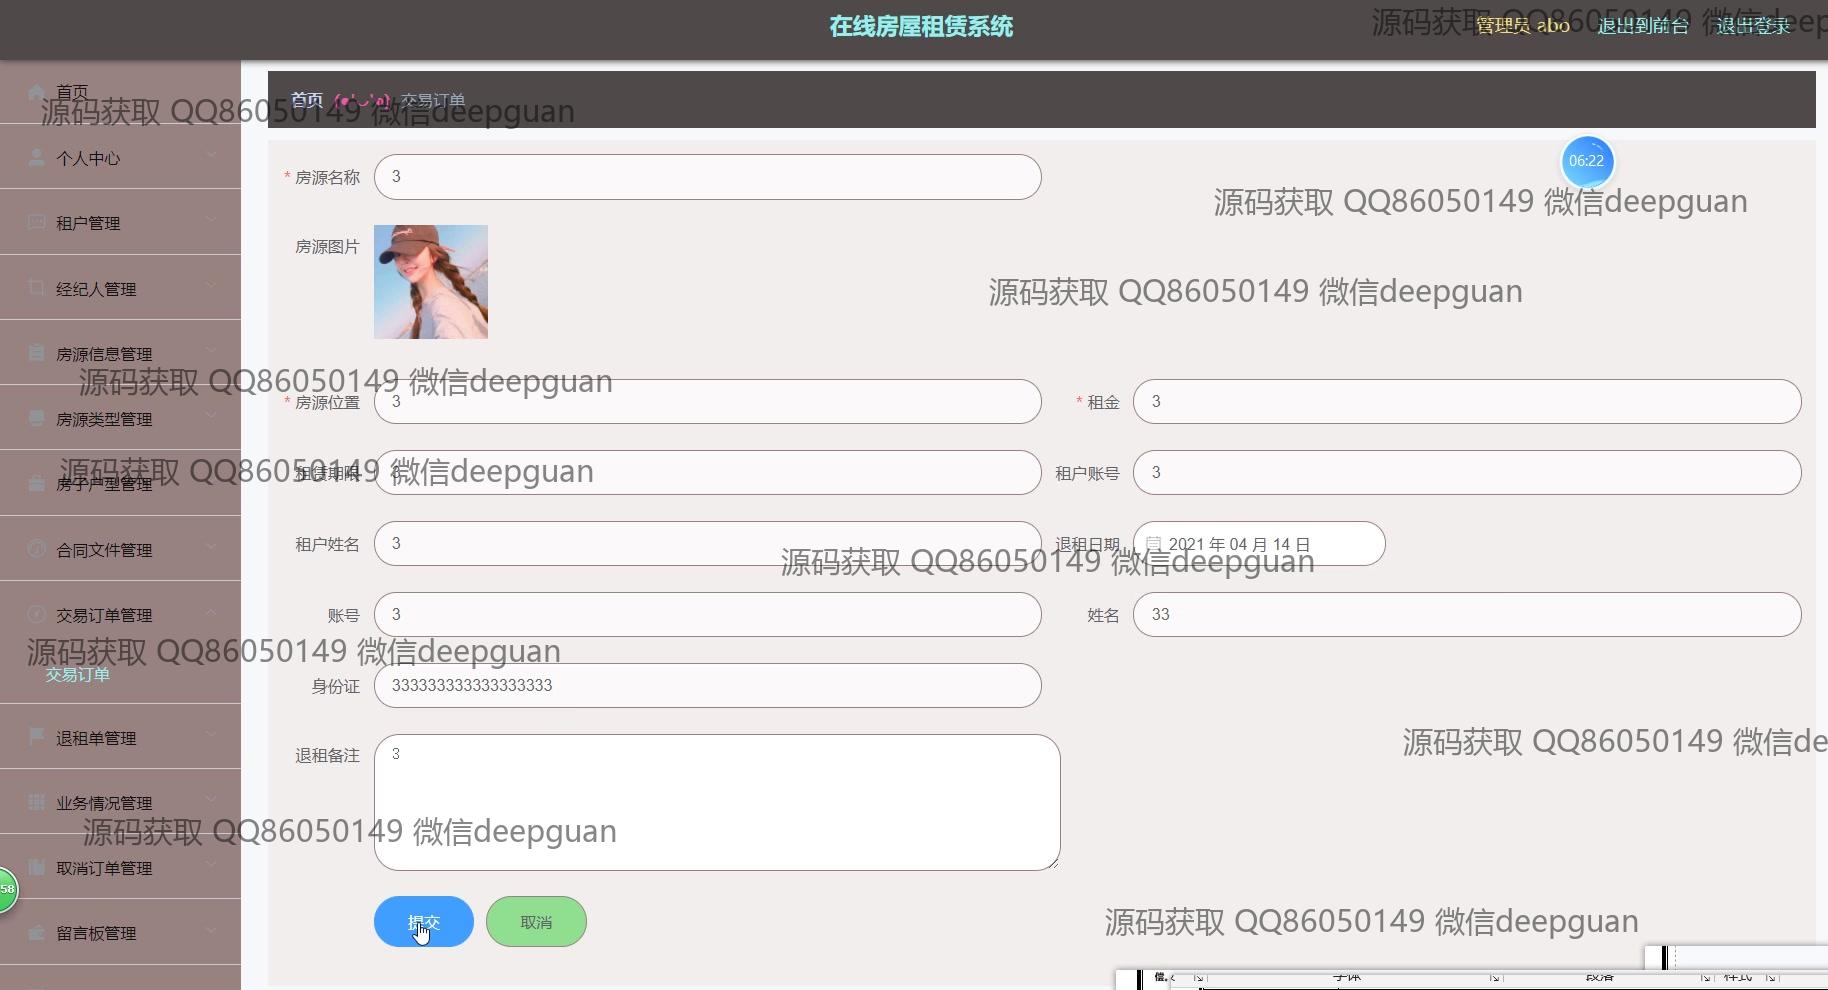 在线房屋租赁系统
管理员 abo 退出到前台 退出登录
源码获取 QQ86050149 微信deep
首页
首页 (●'◡'●) 交易订单
源码获取 QQ86050149 微信deepguan
个人中心
06:22
* 房源名称 3
源码获取 QQ86050149 微信deepguan
租户管理
房源图片
经纪人管理
源码获取 QQ86050149 微信deepguan
房源信息管理
源码获取 QQ86050149 微信deepguan
* 房源位置 3
* 租金 3
房源类型管理
源码获取 QQ86050149 微信deepguan
房子户型管理
租赁期限 3
租户账号 3
合同文件管理
租户姓名 3
退租日期 2021 年 04 月 14 日
源码获取 QQ86050149 微信deepguan
交易订单管理
账号 3
姓名 33
源码获取 QQ86050149 微信deepguan
交易订单
身份证 333333333333333333
退租单管理
退租备注 3
源码获取 QQ86050149 微信de
业务情况管理
源码获取 QQ86050149 微信deepguan
取消订单管理
58
提交 取消
留言板管理
源码获取 QQ86050149 微信deepguan
字体 段落 样式